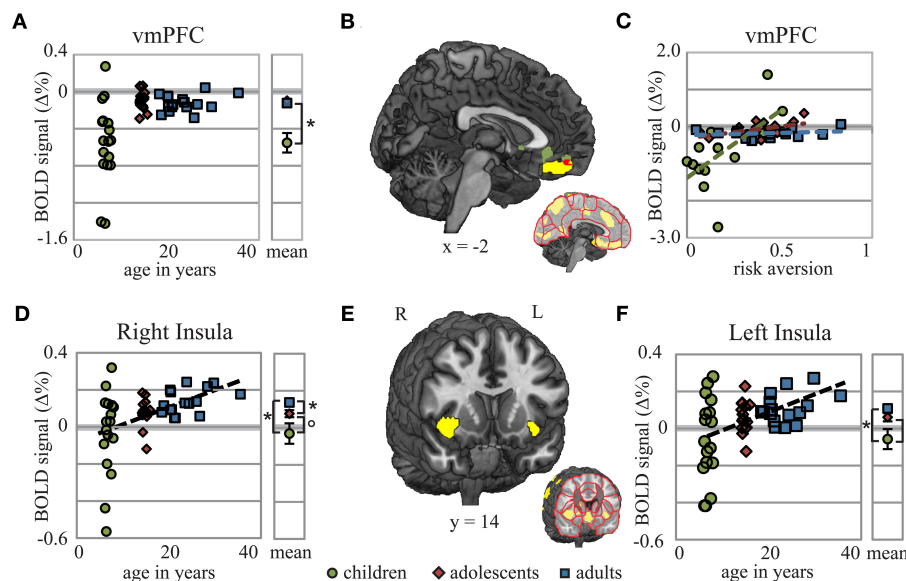 A
vmPFC
0.4
0
-1.6
BOLD signal (Δ%)
0 20 40
age in years
mean
*
B
x = -2
C
vmPFC
2.0
0
-3.0
BOLD signal (Δ%)
0 0.5 1
risk aversion
D
Right Insula
0.4
0
-0.6
BOLD signal (Δ%)
0 20 40
age in years
mean
*
*
°
E
R L
y = 14
F
Left Insula
0.4
0
-0.6
BOLD signal (Δ%)
0 20 40
age in years
mean
*
children adolescents adults